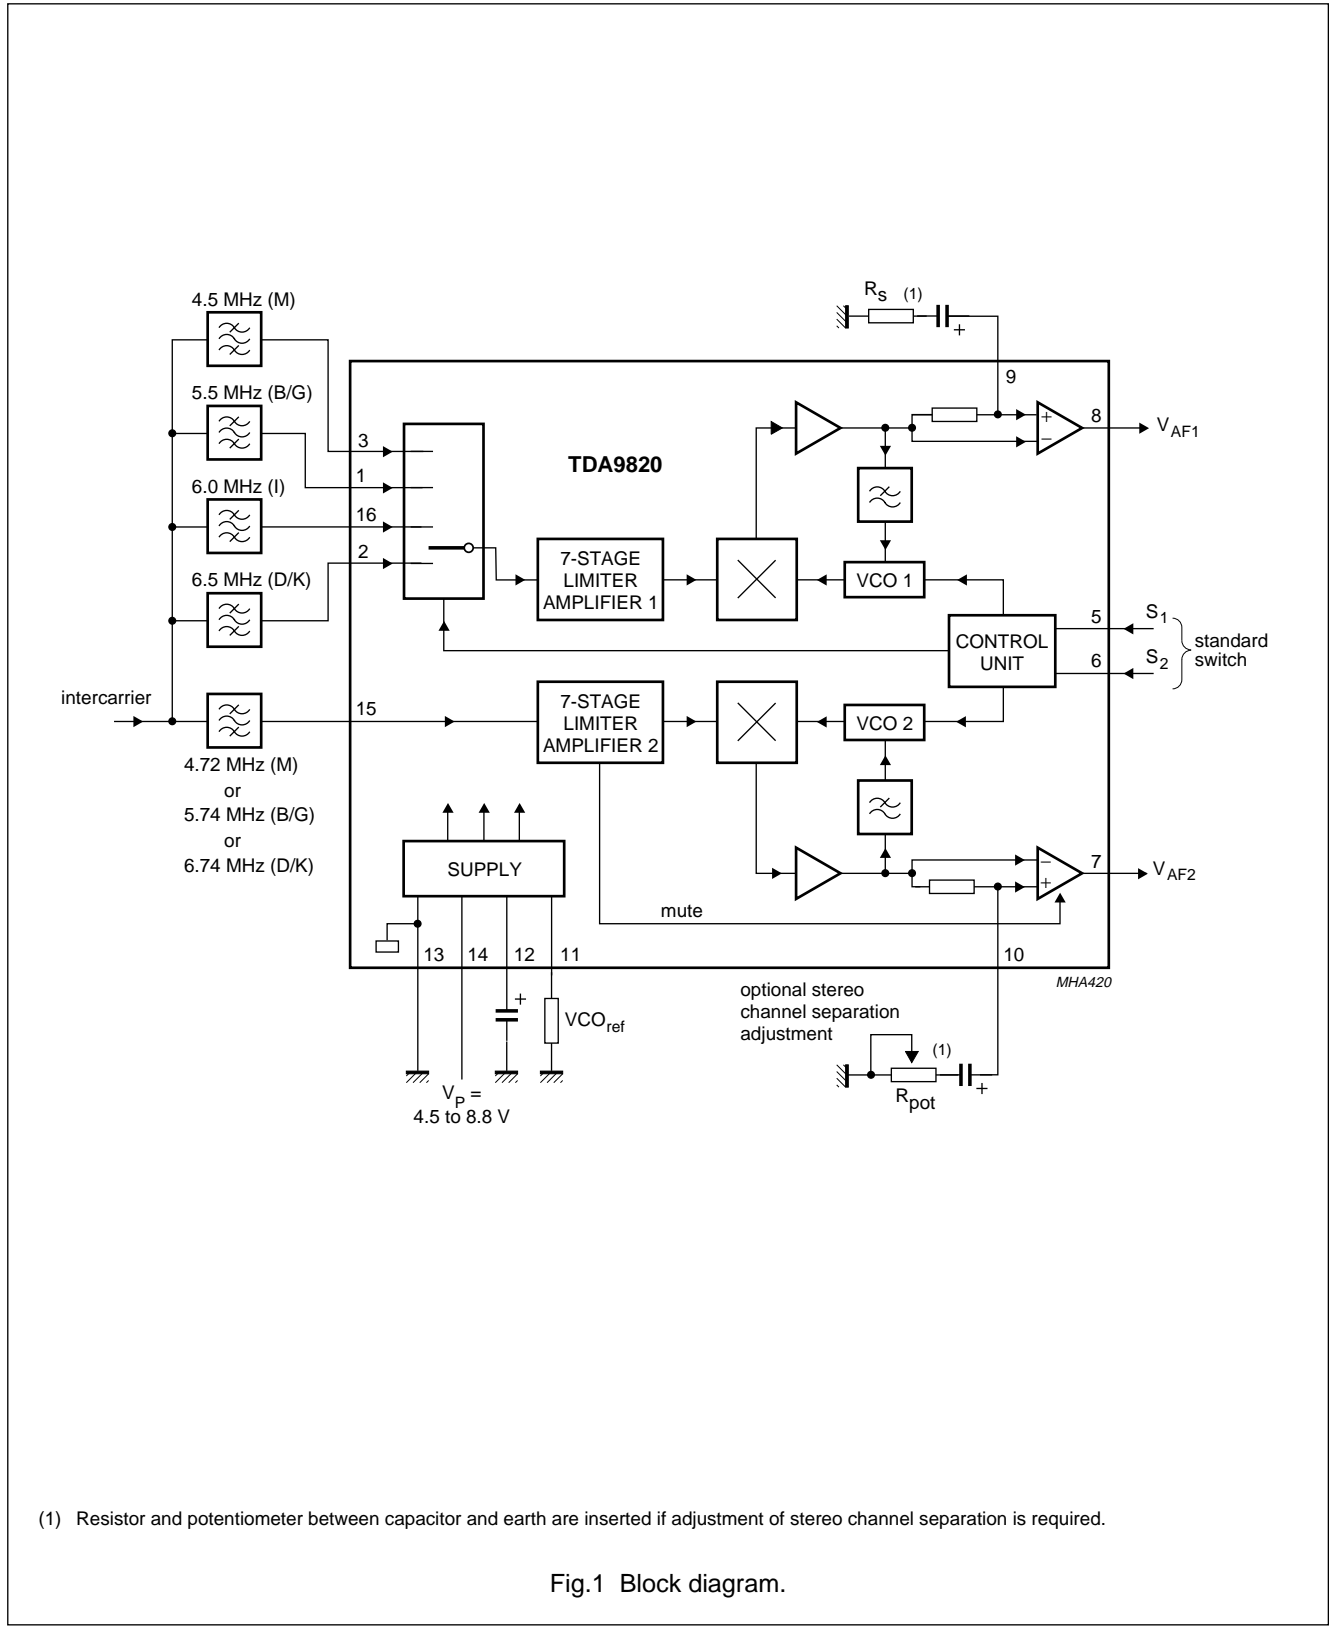 4.5 MHz (M)
5.5 MHz (B/G)
6.0 MHz (I)
6.5 MHz (D/K)
intercarrier
4.72 MHz (M)
or
5.74 MHz (B/G)
or
6.74 MHz (D/K)
3
1
16
2
15
TDA9820
7-STAGE
LIMITER
AMPLIFIER 1
7-STAGE
LIMITER
AMPLIFIER 2
RS (1)
+
9
+
−
8
VAF1
VCO 1
CONTROL
UNIT
5
S1
6
S2
standard
switch
VCO 2
−
+
7
VAF2
mute
SUPPLY
13
14
12
11
10
MHA420
+
VCOref
VP =
4.5 to 8.8 V
optional stereo
channel separation
adjustment
(1)
+
Rpot
(1) Resistor and potentiometer between capacitor and earth are inserted if adjustment of stereo channel separation is required.
Fig.1 Block diagram.